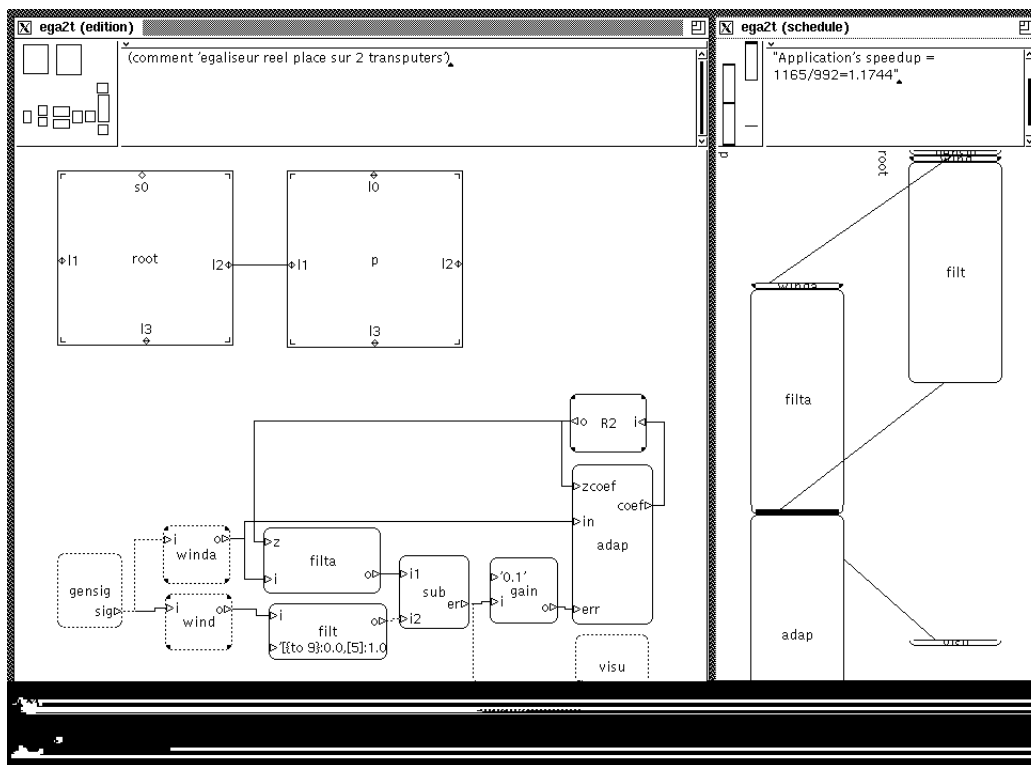 ega2t (edition)
(comment 'egaliseur reel place sur 2 transputers')
s0
l1
root
l2
l3
l0
l1
p
l2
l3
o
R2
i
zcoef
coef
in
adap
err
i
o
winda
z
filta
i
o
gensig
sig
i
o
wind
i
o
filt
'[{to 9}:0.0,[5]:1.0
i1
sub
er
i2
'0.1'
gain
i
o
visu
ega2t (schedule)
"Application's speedup =
1165/992=1.1744"
p
root
wind
filt
winda
filta
adap